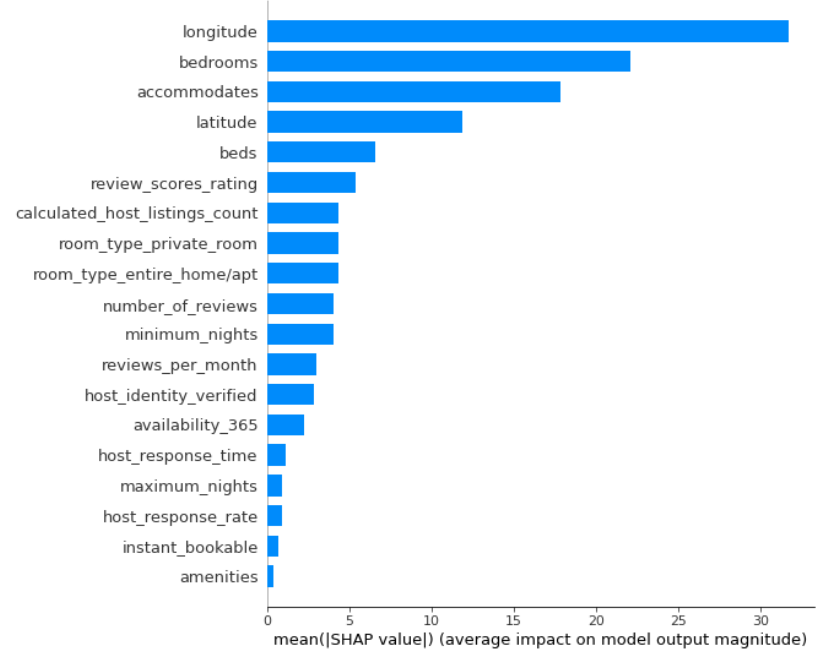 longitude
bedrooms
accommodates
latitude
beds
review_scores_rating
calculated_host_listings_count
room_type_private_room
room_type_entire_home/apt
number_of_reviews
minimum_nights
reviews_per_month
host_identity_verified
availability_365
host_response_time
maximum_nights
host_response_rate
instant_bookable
amenities
0 5 10 15 20 25 30
mean(|SHAP value|) (average impact on model output magnitude)